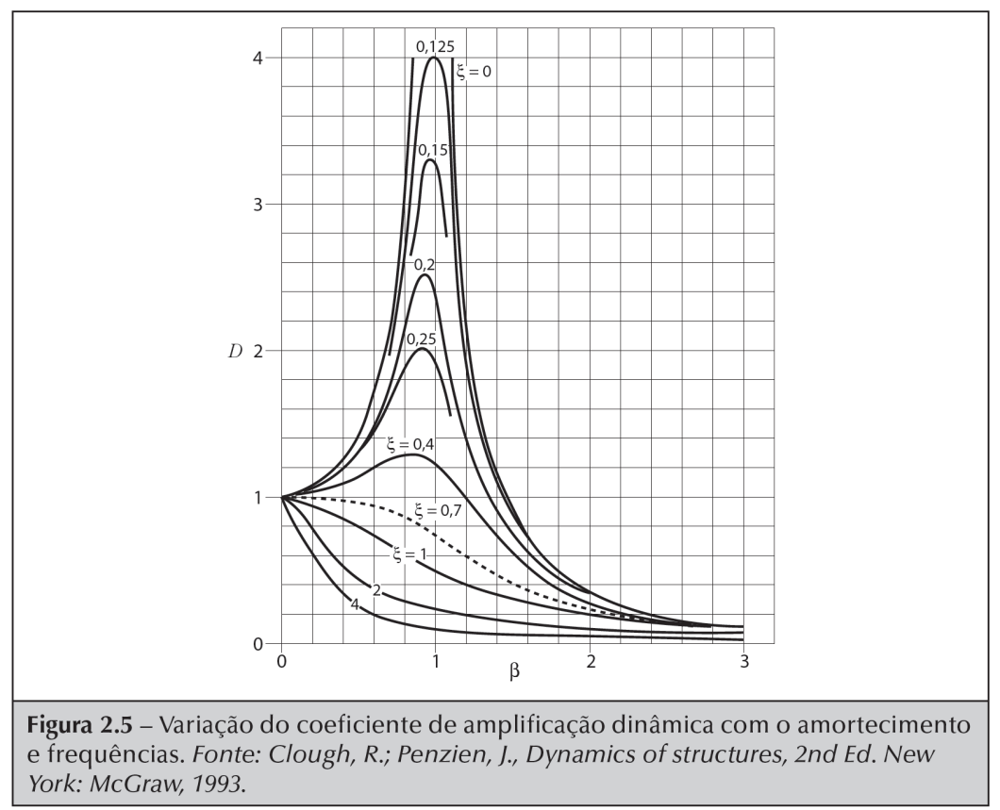 0,125
4
ξ = 0
0,15
3
0,2
0,25
D 2
ξ = 0,4
1
ξ = 0,7
ξ = 1
2
4
0
0 1 2 3
β
Figura 2.5 – Variação do coeficiente de amplificação dinâmica com o amortecimento
e frequências. Fonte: Clough, R.; Penzien, J., Dynamics of structures, 2nd Ed. New
York: McGraw, 1993.